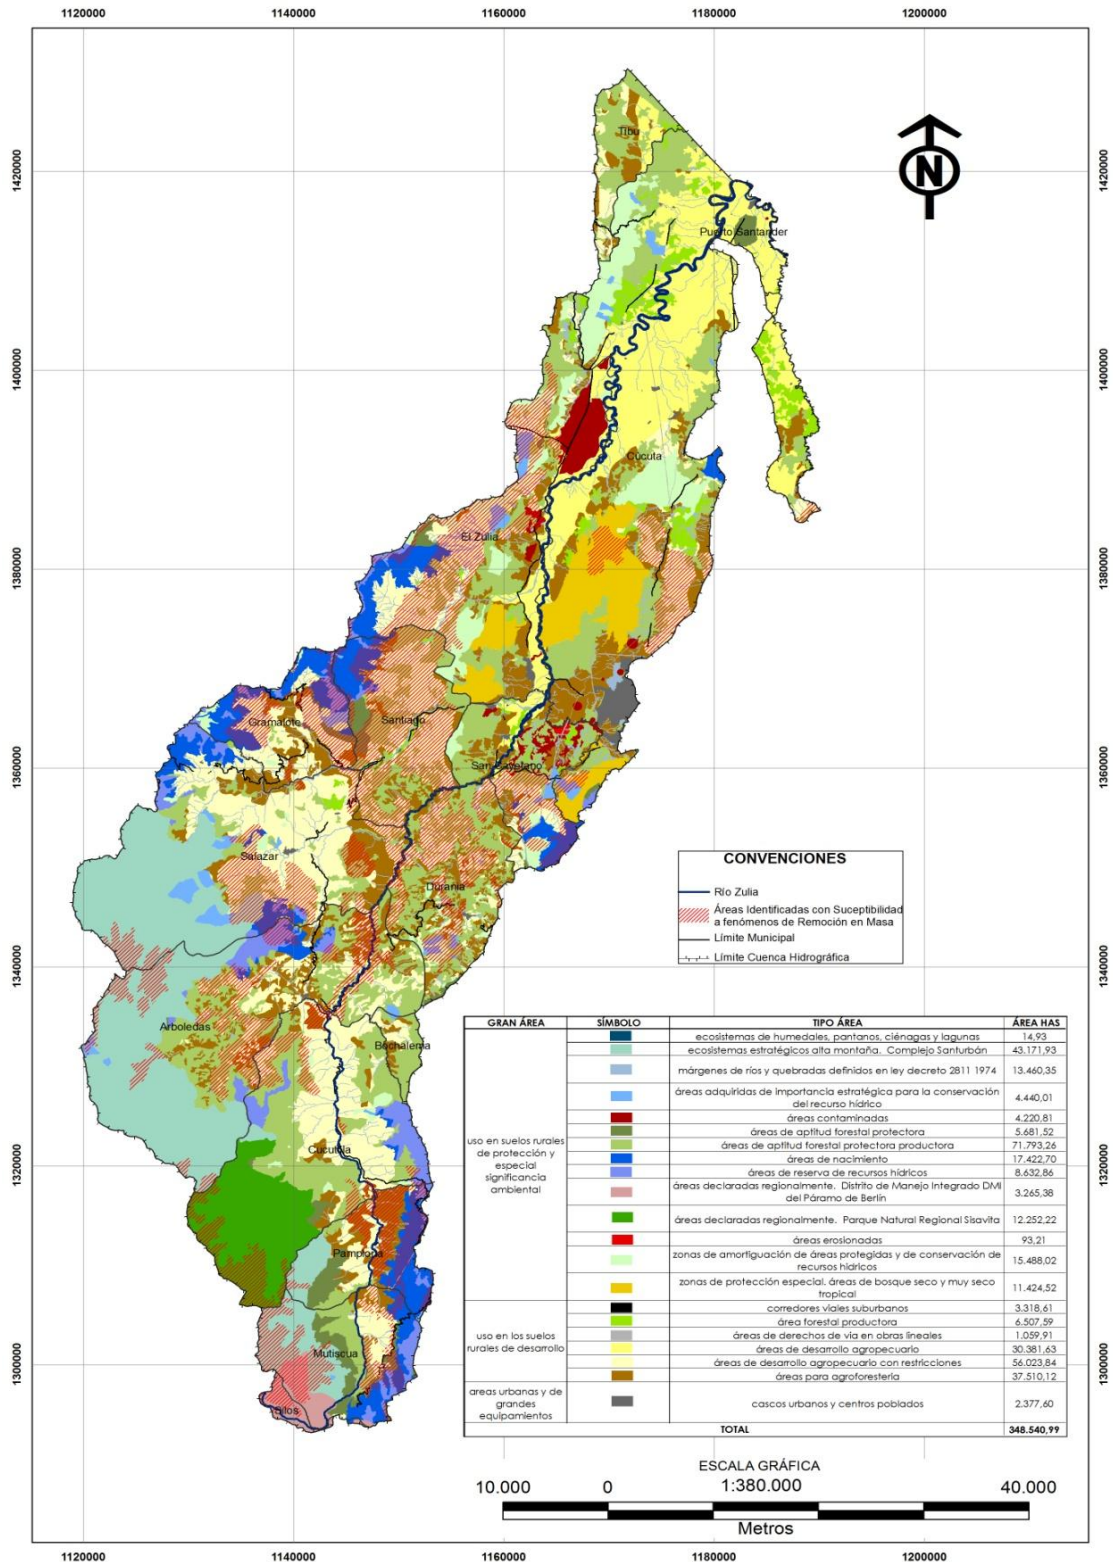 1120000 1140000 1160000 1180000 1200000
1420000 1420000
1400000 1400000
1380000 1380000
1360000 1360000
1340000 1340000
1320000 1320000
1300000 1300000
N
Tibu
Puerto Santander
Cúcuta
El Zulia
Gramalote
Santiago
San Cayetano
Salazar
Durania
Arboledas
Bochalema
Cucutilla
Pamplona
Mutiscua
Silos
CONVENCIONES
Río Zulia
Áreas Identificadas con Suceptibilidad
a fenómenos de Remoción en Masa
Límite Municipal
Límite Cuenca Hidrográfica
GRAN ÁREA SÍMBOLO TIPO ÁREA ÁREA HAS
uso en suelos rurales
de protección y
especial
significancia
ambiental
ecosistemas de humedales, pantanos, ciénagas y lagunas 14,93
ecosistemas estratégicos alta montaña. Complejo Santurbán 43.171,93
márgenes de ríos y quebradas definidos en ley decreto 2811 1974 13.460,35
áreas adquiridas de importancia estratégica para la conservación
del recurso hídrico 4.440,01
áreas contaminadas 4.220,81
áreas de aptitud forestal protectora 5.681,52
áreas de aptitud forestal protectora productora 71.793,26
áreas de nacimiento 17.422,70
áreas de reserva de recursos hídricos 8.632,86
áreas declaradas regionalmente. Distrito de Manejo Integrado DMI
del Páramo de Berlín 3.265,38
áreas declaradas regionalmente. Parque Natural Regional Sisavita 12.252,22
áreas erosionadas 93,21
zonas de amortiguación de áreas protegidas y de conservación de
recursos hídricos 15.488,02
zonas de protección especial. áreas de bosque seco y muy seco
tropical 11.424,52
uso en los suelos
rurales de desarrollo
corredores viales suburbanos 3.318,61
área forestal productora 6.507,59
áreas de derechos de vía en obras lineales 1.059,91
áreas de desarrollo agropecuario 30.381,63
áreas de desarrollo agropecuario con restricciones 56.023,84
áreas para agroforestería 37.510,12
areas urbanas y de
grandes
equipamientos
cascos urbanos y centros poblados 2.377,60
TOTAL 348.540,99
ESCALA GRÁFICA
1:380.000
10.000 0 40.000
Metros
1120000 1140000 1160000 1180000 1200000